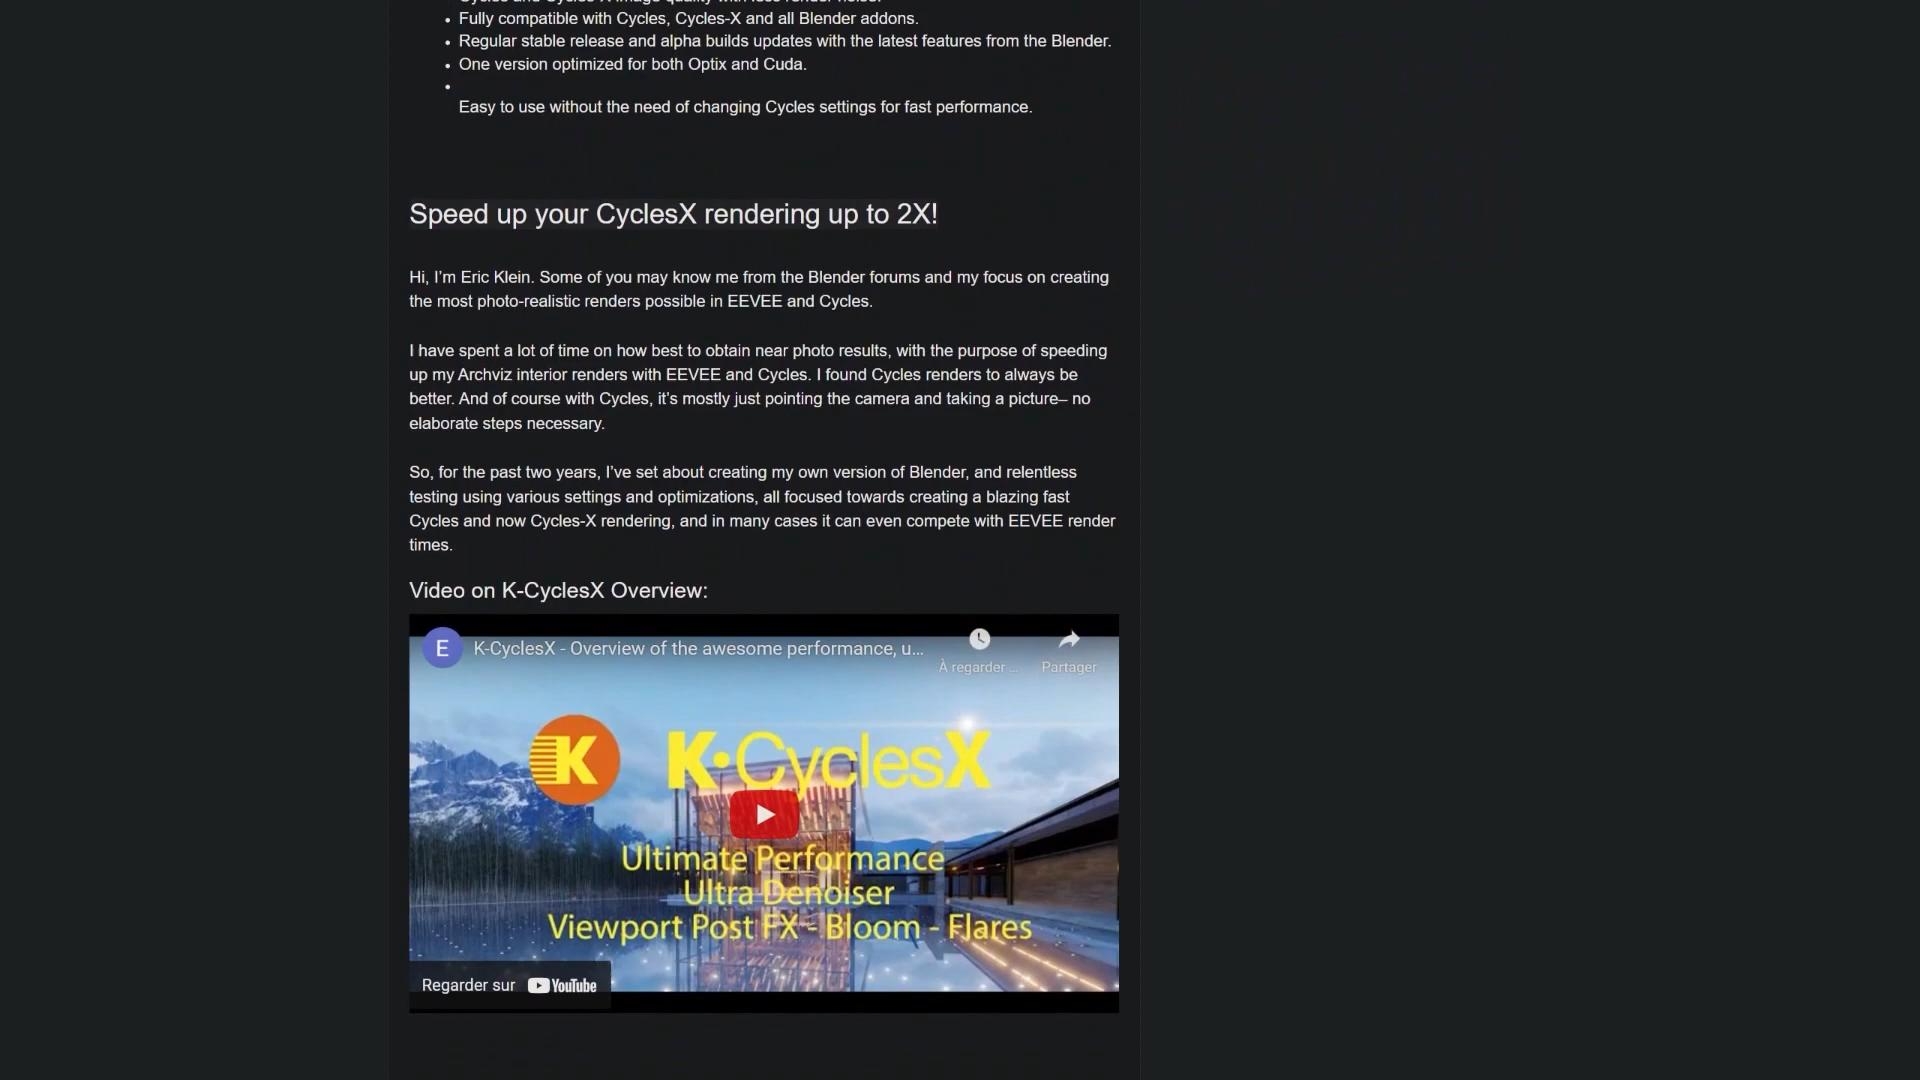 Cycles and Cycles-X image quality with less render noise.
Fully compatible with Cycles, Cycles-X and all Blender addons.
Regular stable release and alpha builds updates with the latest features from the Blender.
One version optimized for both Optix and Cuda.
Easy to use without the need of changing Cycles settings for fast performance.
Speed up your CyclesX rendering up to 2X!
Hi, I'm Eric Klein. Some of you may know me from the Blender forums and my focus on creating
the most photo-realistic renders possible in EEVEE and Cycles.
I have spent a lot of time on how best to obtain near photo results, with the purpose of speeding
up my Archviz interior renders with EEVEE and Cycles. I found Cycles renders to always be
better. And of course with Cycles, it's mostly just pointing the camera and taking a picture– no
elaborate steps necessary.
So, for the past two years, I've set about creating my own version of Blender, and relentless
testing using various settings and optimizations, all focused towards creating a blazing fast
Cycles and now Cycles-X rendering, and in many cases it can even compete with EEVEE render
times.
Video on K-CyclesX Overview:
E K-CyclesX - Overview of the awesome performance, u...
À regarder ... Partager
K K•CyclesX
Ultimate Performance
Ultra Denoiser
Viewport Post FX - Bloom - Flares
Regarder sur YouTube